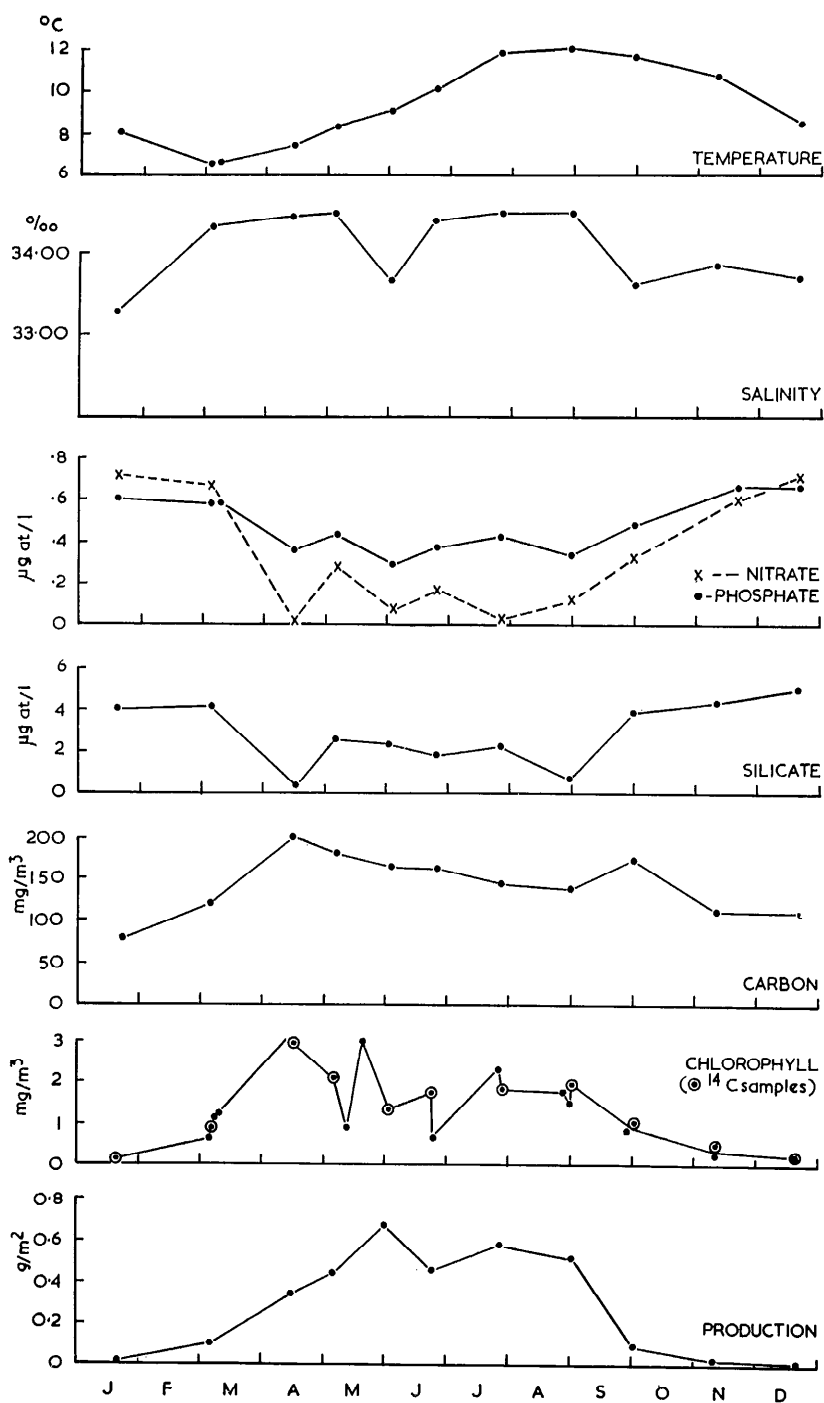 °C
12
10
8
6
TEMPERATURE
‰
34·00
33·00
SALINITY
µg at/l
·8
·6
·4
·2
0
x --- NITRATE
•-PHOSPHATE
µg at/l
6
4
2
0
SILICATE
mg/m³
200
150
100
50
0
CARBON
mg/m³
3
2
1
0
CHLOROPHYLL
(⊙ ¹⁴C samples)
g/m²
0·8
0·6
0·4
0·2
0
PRODUCTION
J F M A M J J A S O N D